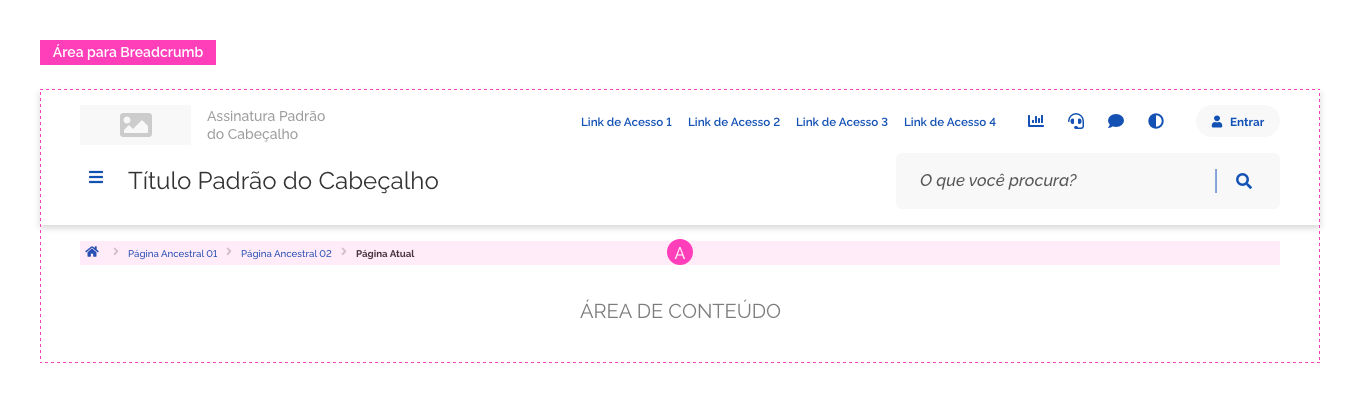 Área para Breadcrumb
Assinatura Padrão
do Cabeçalho
Link de Acesso 1 Link de Acesso 2 Link de Acesso 3 Link de Acesso 4 Entrar
Título Padrão do Cabeçalho
O que você procura?
Página Ancestral 01 Página Ancestral 02 Página Atual
A
ÁREA DE CONTEÚDO